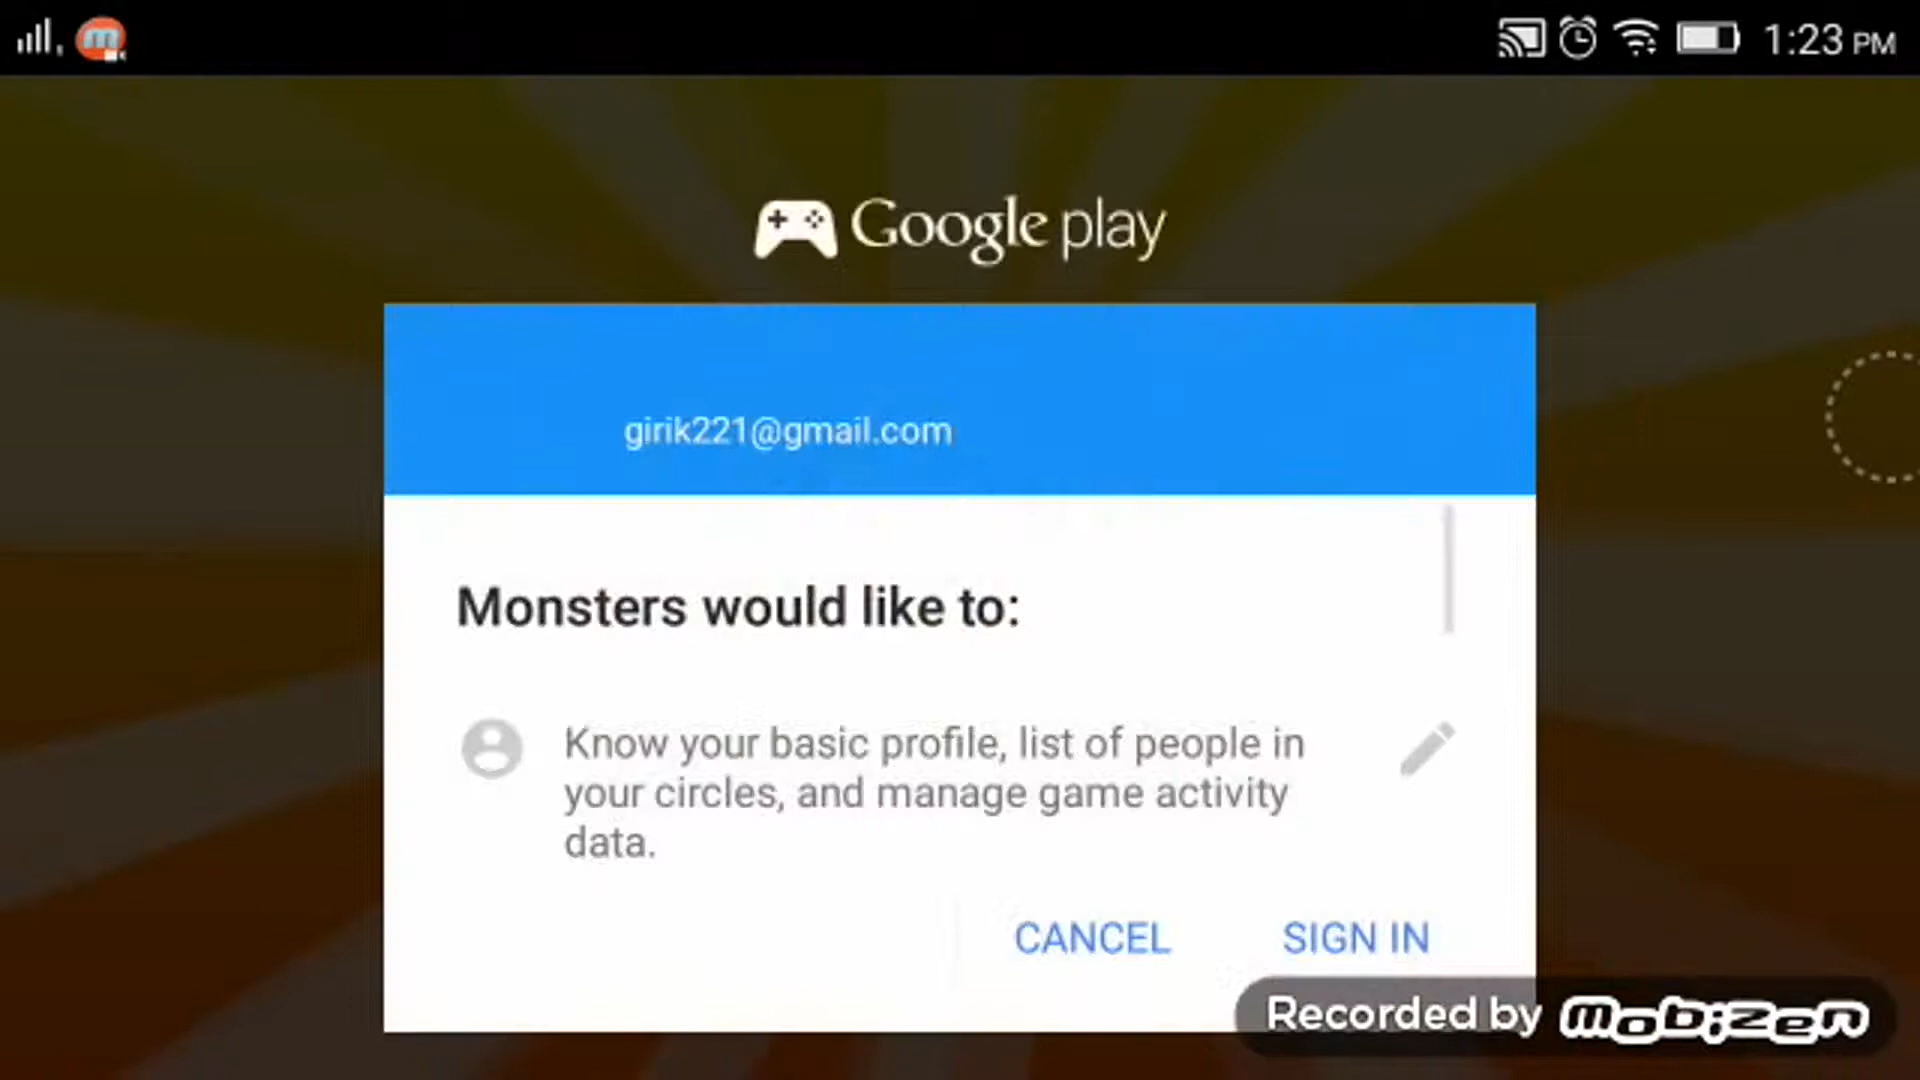 1:23 PM
Google play
girik221@gmail.com
Monsters would like to:
Know your basic profile, list of people in
your circles, and manage game activity
data.
CANCEL SIGN IN
Recorded by mobizen